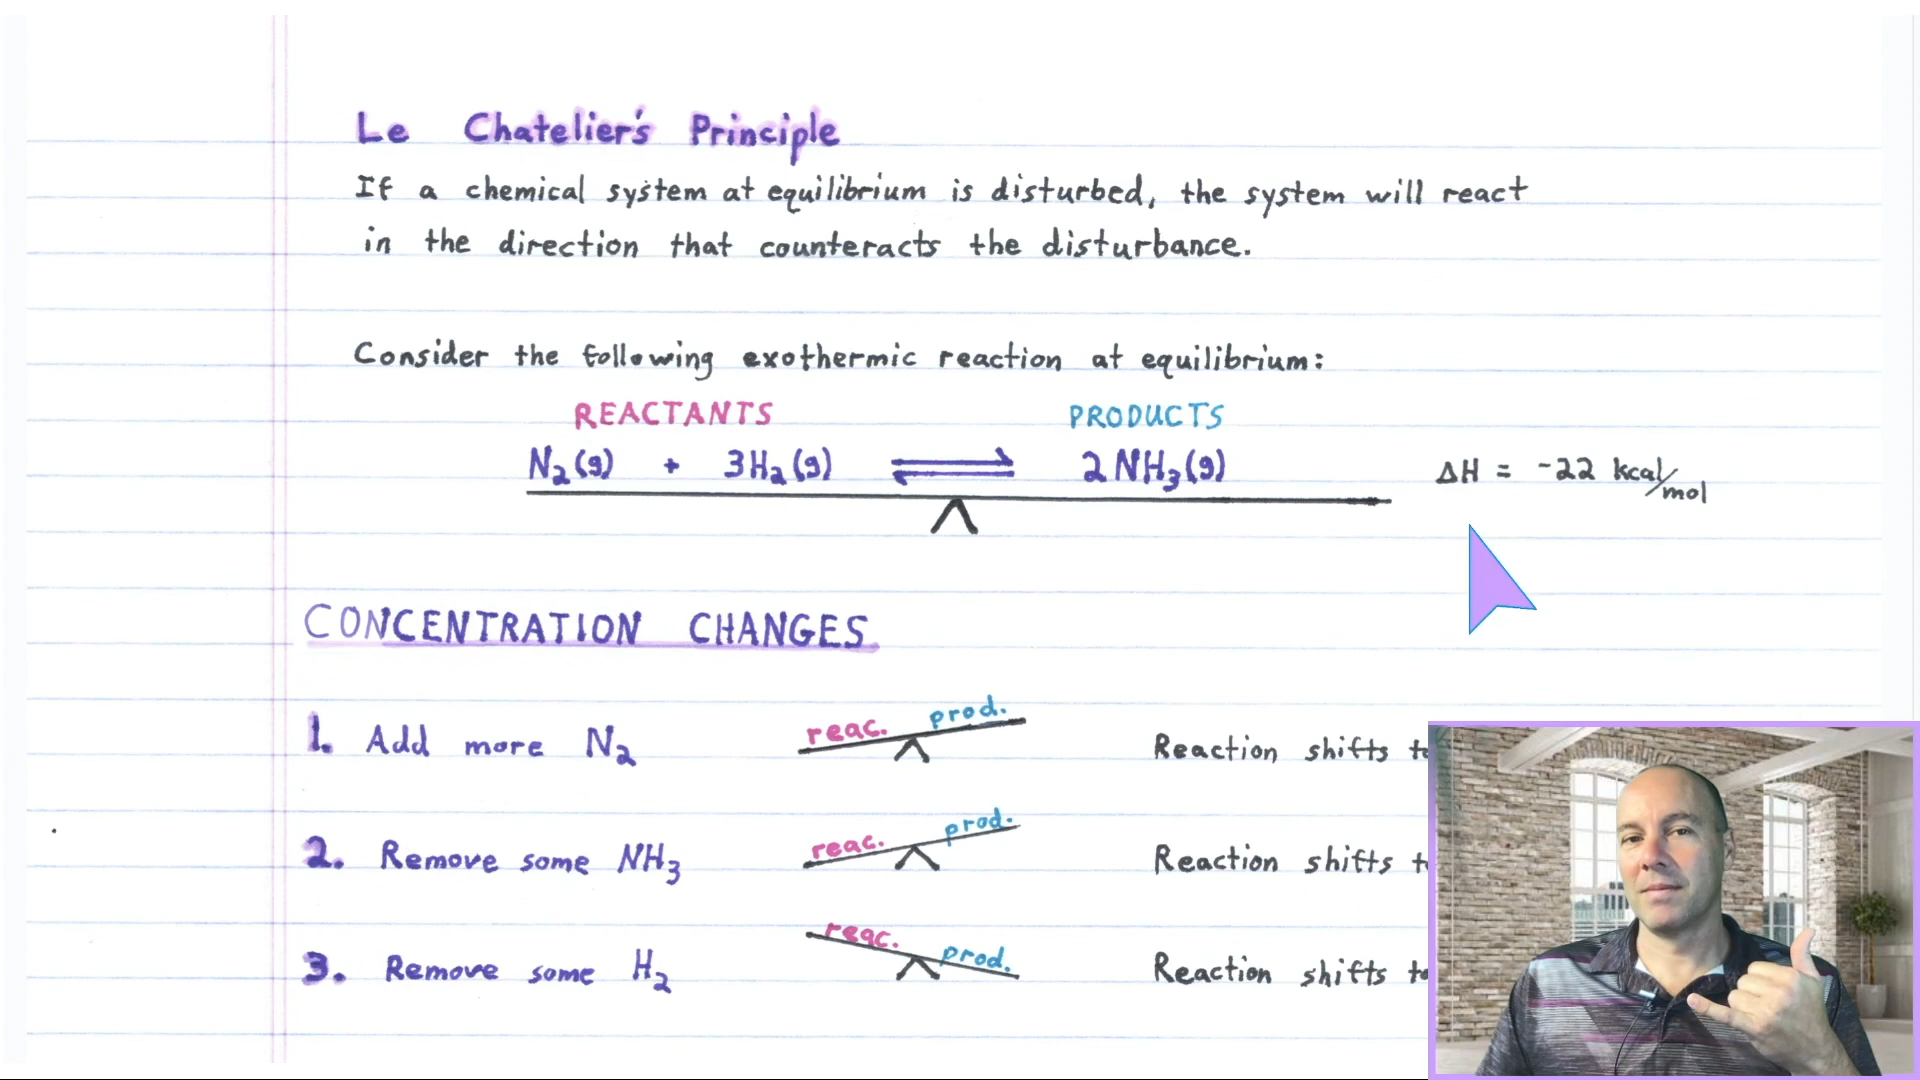 Le Chatelier's Principle
If a chemical system at equilibrium is disturbed, the system will react
in the direction that counteracts the disturbance.
Consider the following exothermic reaction at equilibrium:
REACTANTS PRODUCTS
N₂(g) + 3H₂(g) ⇌ 2NH₃(g) ΔH = -22 kcal/mol
CONCENTRATION CHANGES
1. Add more N₂ reac. prod. Reaction shifts
2. Remove some NH₃ reac. prod. Reaction shifts
3. Remove some H₂ reac. prod. Reaction shifts